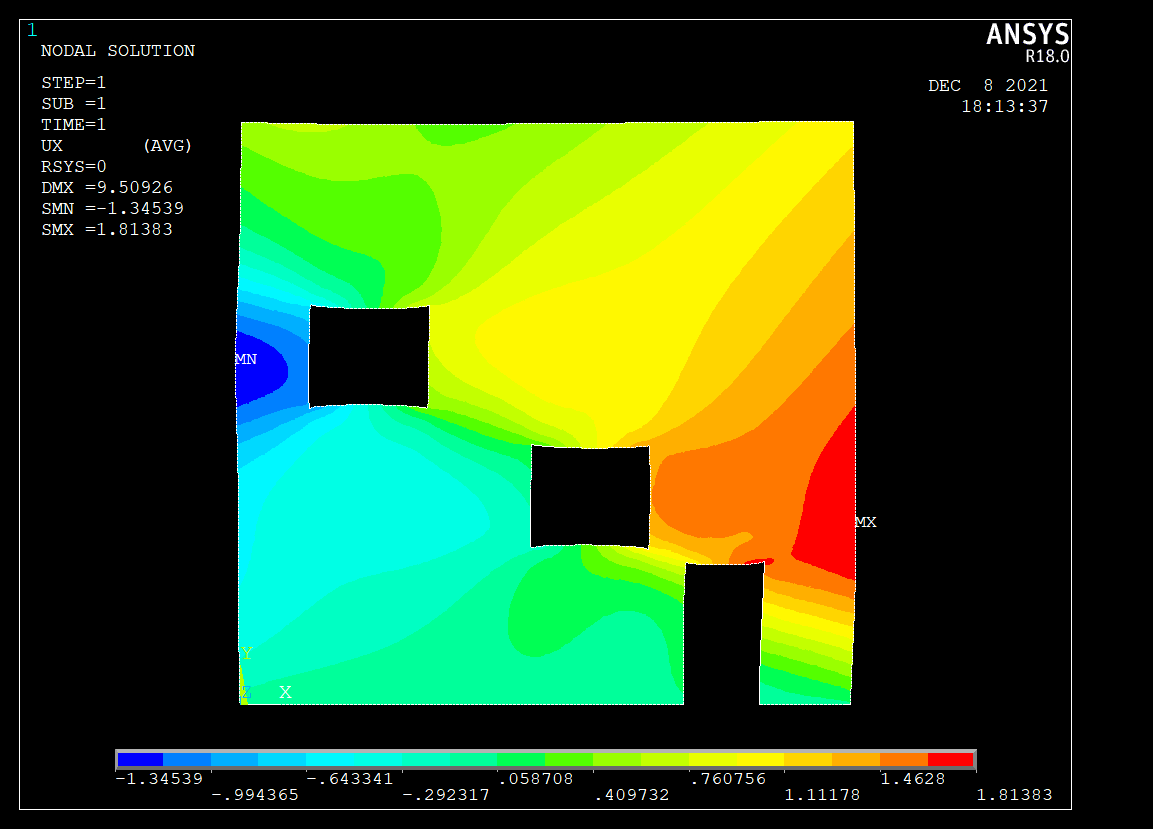 1
ANSYS
R18.0
NODAL SOLUTION
STEP=1
SUB =1
TIME=1
UX (AVG)
RSYS=0
DMX =9.50926
SMN =-1.34539
SMX =1.81383
DEC 8 2021
18:13:37
MN
MX
Y
Z X
-1.34539 -.643341 .058708 .760756 1.4628
-.994365 -.292317 .409732 1.11178 1.81383